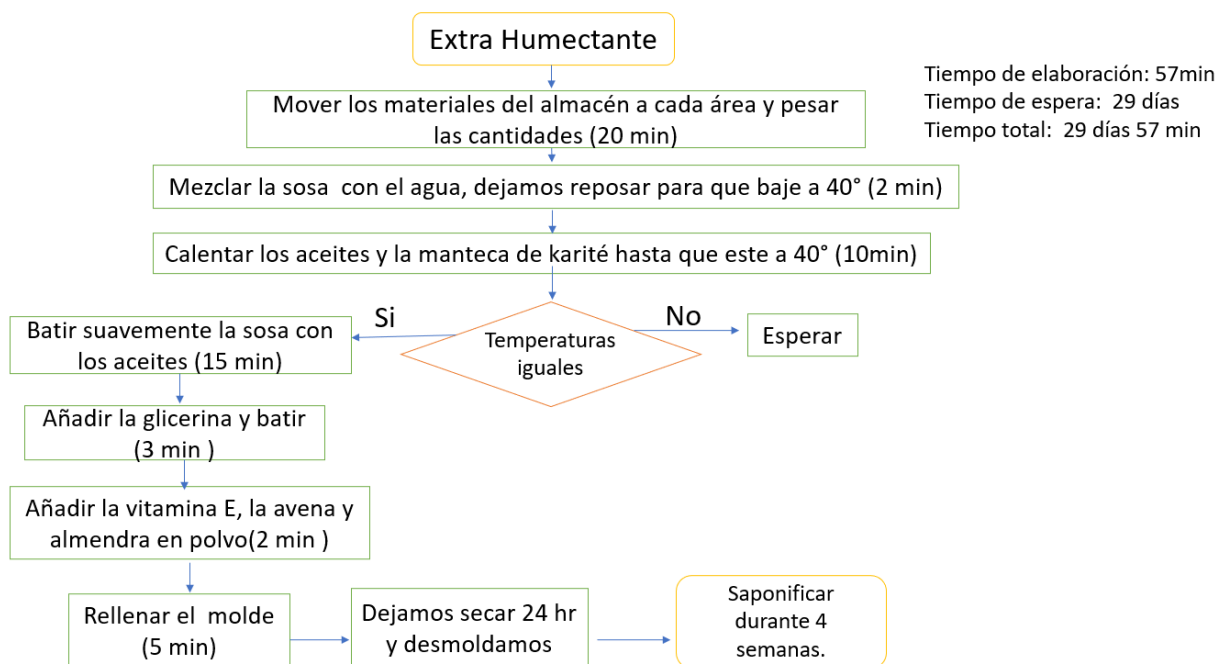 Extra Humectante
Tiempo de elaboración: 57min
Tiempo de espera:  29 días
Tiempo total:  29 días 57 min
Mover los materiales del almacén a cada área y pesar
las cantidades (20 min)
Mezclar la sosa  con el agua, dejamos reposar para que baje a 40° (2 min)
Calentar los aceites y la manteca de karité hasta que este a 40° (10min)
Temperaturas
iguales
Si
No
Esperar
Batir suavemente la sosa con
los aceites (15 min)
Añadir la glicerina y batir
(3 min )
Añadir la vitamina E, la avena y
almendra en polvo(2 min )
Rellenar el  molde
(5 min)
Dejamos secar 24 hr
y desmoldamos
Saponificar
durante 4
semanas.